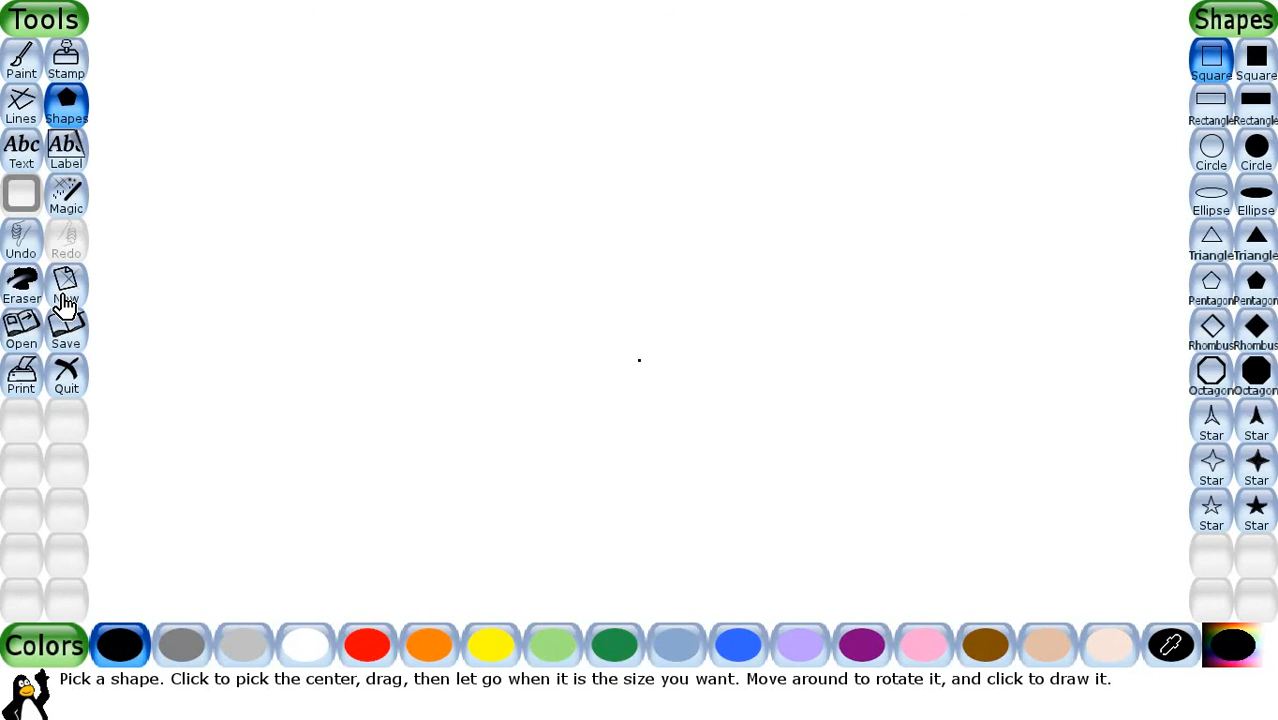 Tools
Shapes
Paint
Stamp
Square
Square
Lines
Shapes
Rectangle
Rectangle
Abc
Abc
Text
Label
Circle
Circle
Magic
Ellipse
Ellipse
Undo
Redo
Triangle
Triangle
Eraser
New
Pentagon
Pentagon
Open
Save
Rhombus
Rhombus
Print
Quit
Octagon
Octagon
Star
Star
Star
Star
Star
Star
Colors
Pick a shape. Click to pick the center, drag, then let go when it is the size you want. Move around to rotate it, and click to draw it.